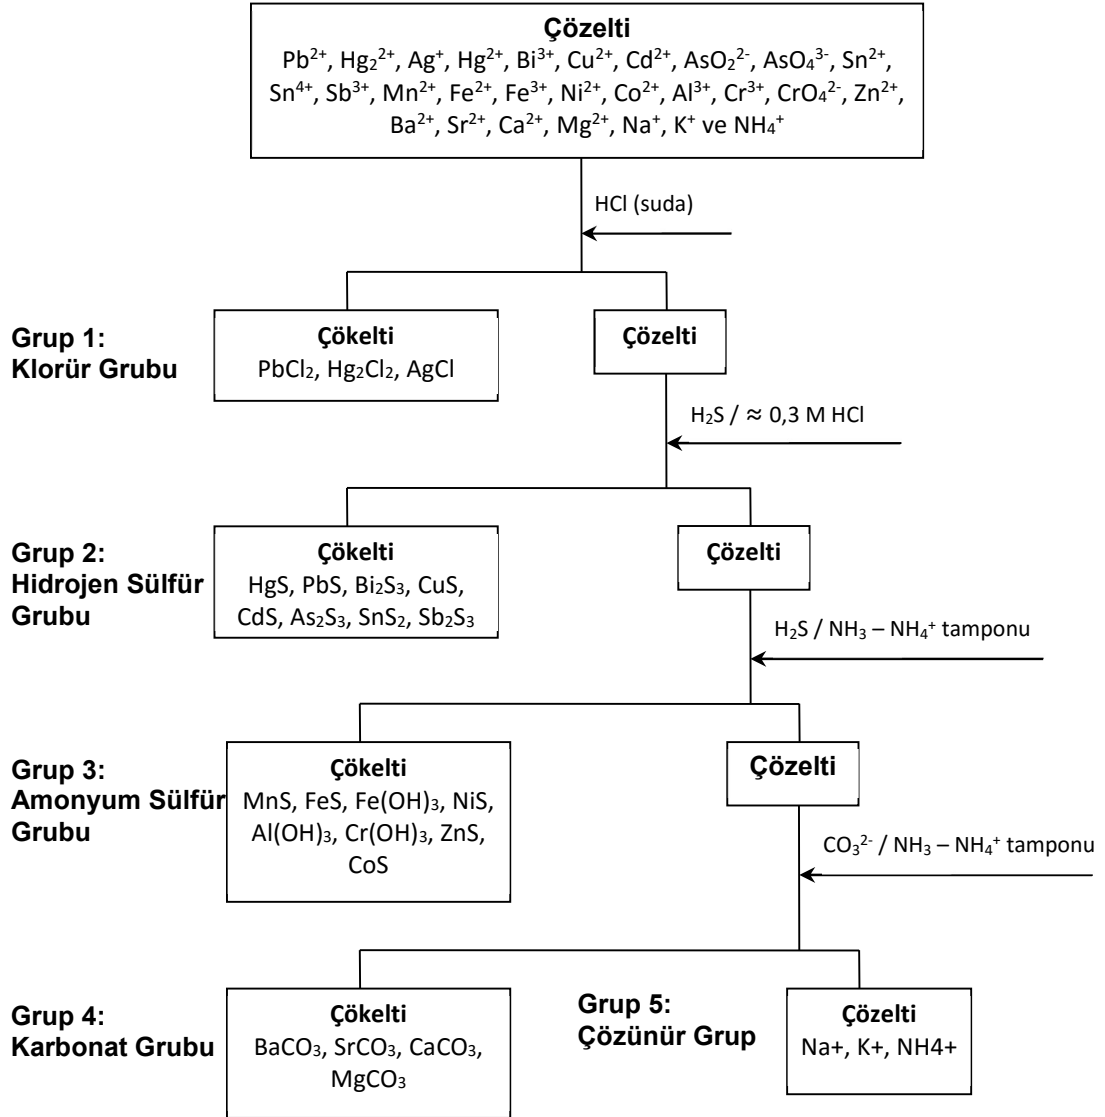 Çözelti
Pb²⁺, Hg₂²⁺, Ag⁺, Hg²⁺, Bi³⁺, Cu²⁺, Cd²⁺, AsO₂²⁻, AsO₄³⁻, Sn²⁺,
Sn⁴⁺, Sb³⁺, Mn²⁺, Fe²⁺, Fe³⁺, Ni²⁺, Co²⁺, Al³⁺, Cr³⁺, CrO₄²⁻, Zn²⁺,
Ba²⁺, Sr²⁺, Ca²⁺, Mg²⁺, Na⁺, K⁺ ve NH₄⁺
HCl (suda)
Grup 1:
Klorür Grubu
Çökelti
PbCl₂, Hg₂Cl₂, AgCl
Çözelti
H₂S / ≈ 0,3 M HCl
Grup 2:
Hidrojen Sülfür
Grubu
Çökelti
HgS, PbS, Bi₂S₃, CuS,
CdS, As₂S₃, SnS₂, Sb₂S₃
Çözelti
H₂S / NH₃ – NH₄⁺ tamponu
Grup 3:
Amonyum Sülfür
Grubu
Çökelti
MnS, FeS, Fe(OH)₃, NiS,
Al(OH)₃, Cr(OH)₃, ZnS,
CoS
Çözelti
CO₃²⁻ / NH₃ – NH₄⁺ tamponu
Grup 4:
Karbonat Grubu
Çökelti
BaCO₃, SrCO₃, CaCO₃,
MgCO₃
Grup 5:
Çözünür Grup
Çözelti
Na+, K+, NH4+